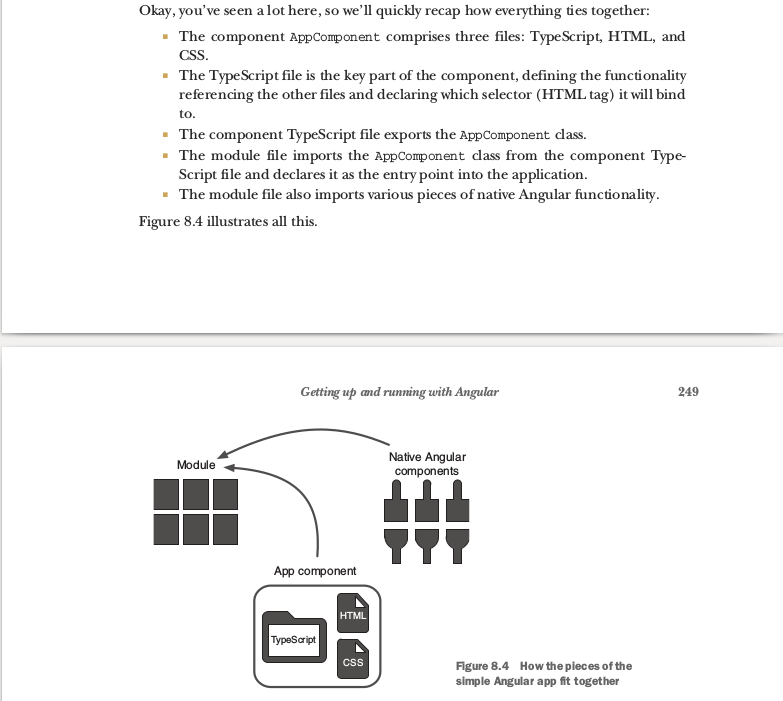 Okay, you've seen a lot here, so we'll quickly recap how everything ties together:
■ The component AppComponent comprises three files: TypeScript, HTML, and
CSS.
■ The TypeScript file is the key part of the component, defining the functionality
referencing the other files and declaring which selector (HTML tag) it will bind
to.
■ The component TypeScript file exports the AppComponent class.
■ The module file imports the AppComponent class from the component Type-
Script file and declares it as the entry point into the application.
■ The module file also imports various pieces of native Angular functionality.
Figure 8.4 illustrates all this.
Getting up and running with Angular 249
Module
Native Angular
components
App component
TypeScript
HTML
CSS
Figure 8.4 How the pieces of the
simple Angular app fit together